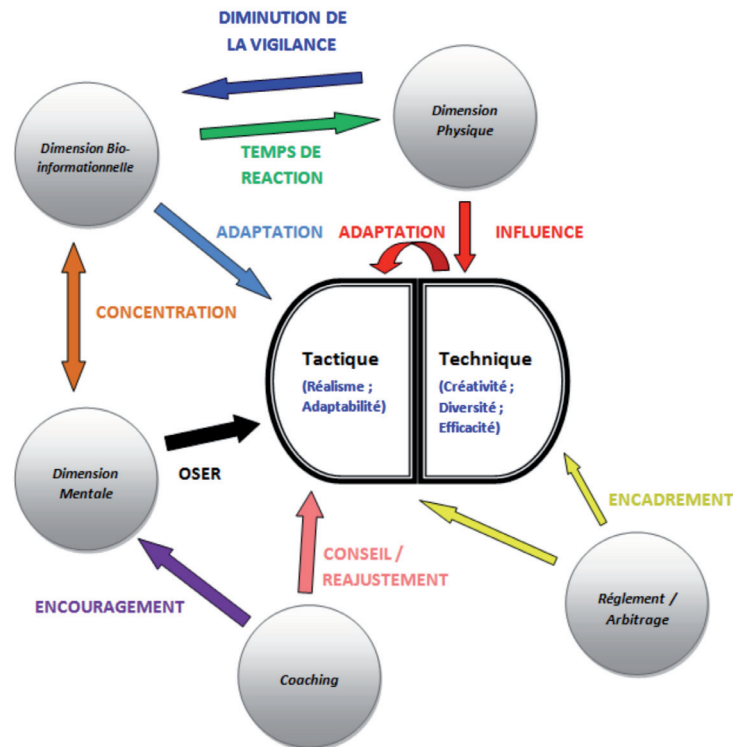 DIMINUTION DE
LA VIGILANCE
Dimension
Physique
Dimension Bio-
informationnelle
TEMPS DE
REACTION
ADAPTATION
ADAPTATION
INFLUENCE
CONCENTRATION
Tactique
(Réalisme ;
Adaptabilité)
Technique
(Créativité ;
Diversité ;
Efficacité)
Dimension
Mentale
OSER
ENCADREMENT
CONSEIL /
REAJUSTEMENT
ENCOURAGEMENT
Réglement /
Arbitrage
Coaching